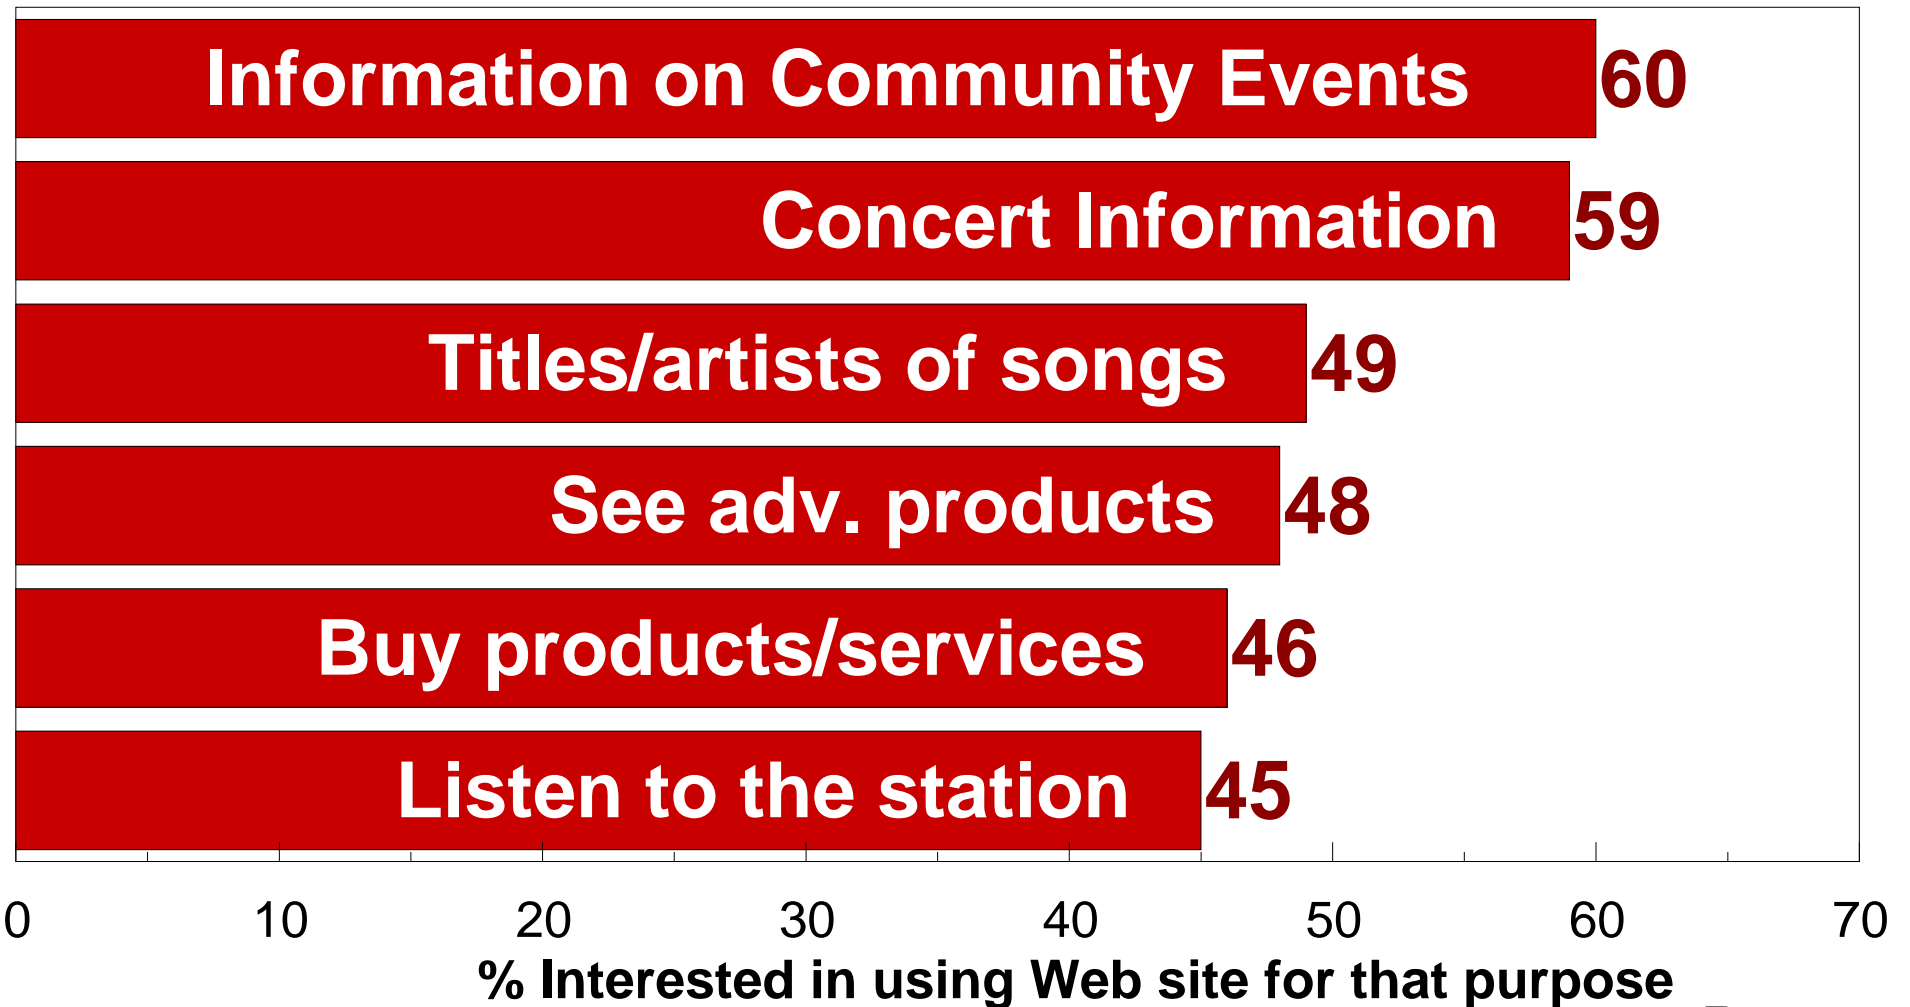 Information on Community Events 60
Concert Information 59
Titles/artists of songs 49
See adv. products 48
Buy products/services 46
Listen to the station 45
0 10 20 30 40 50 60 70
% Interested in using Web site for that purpose